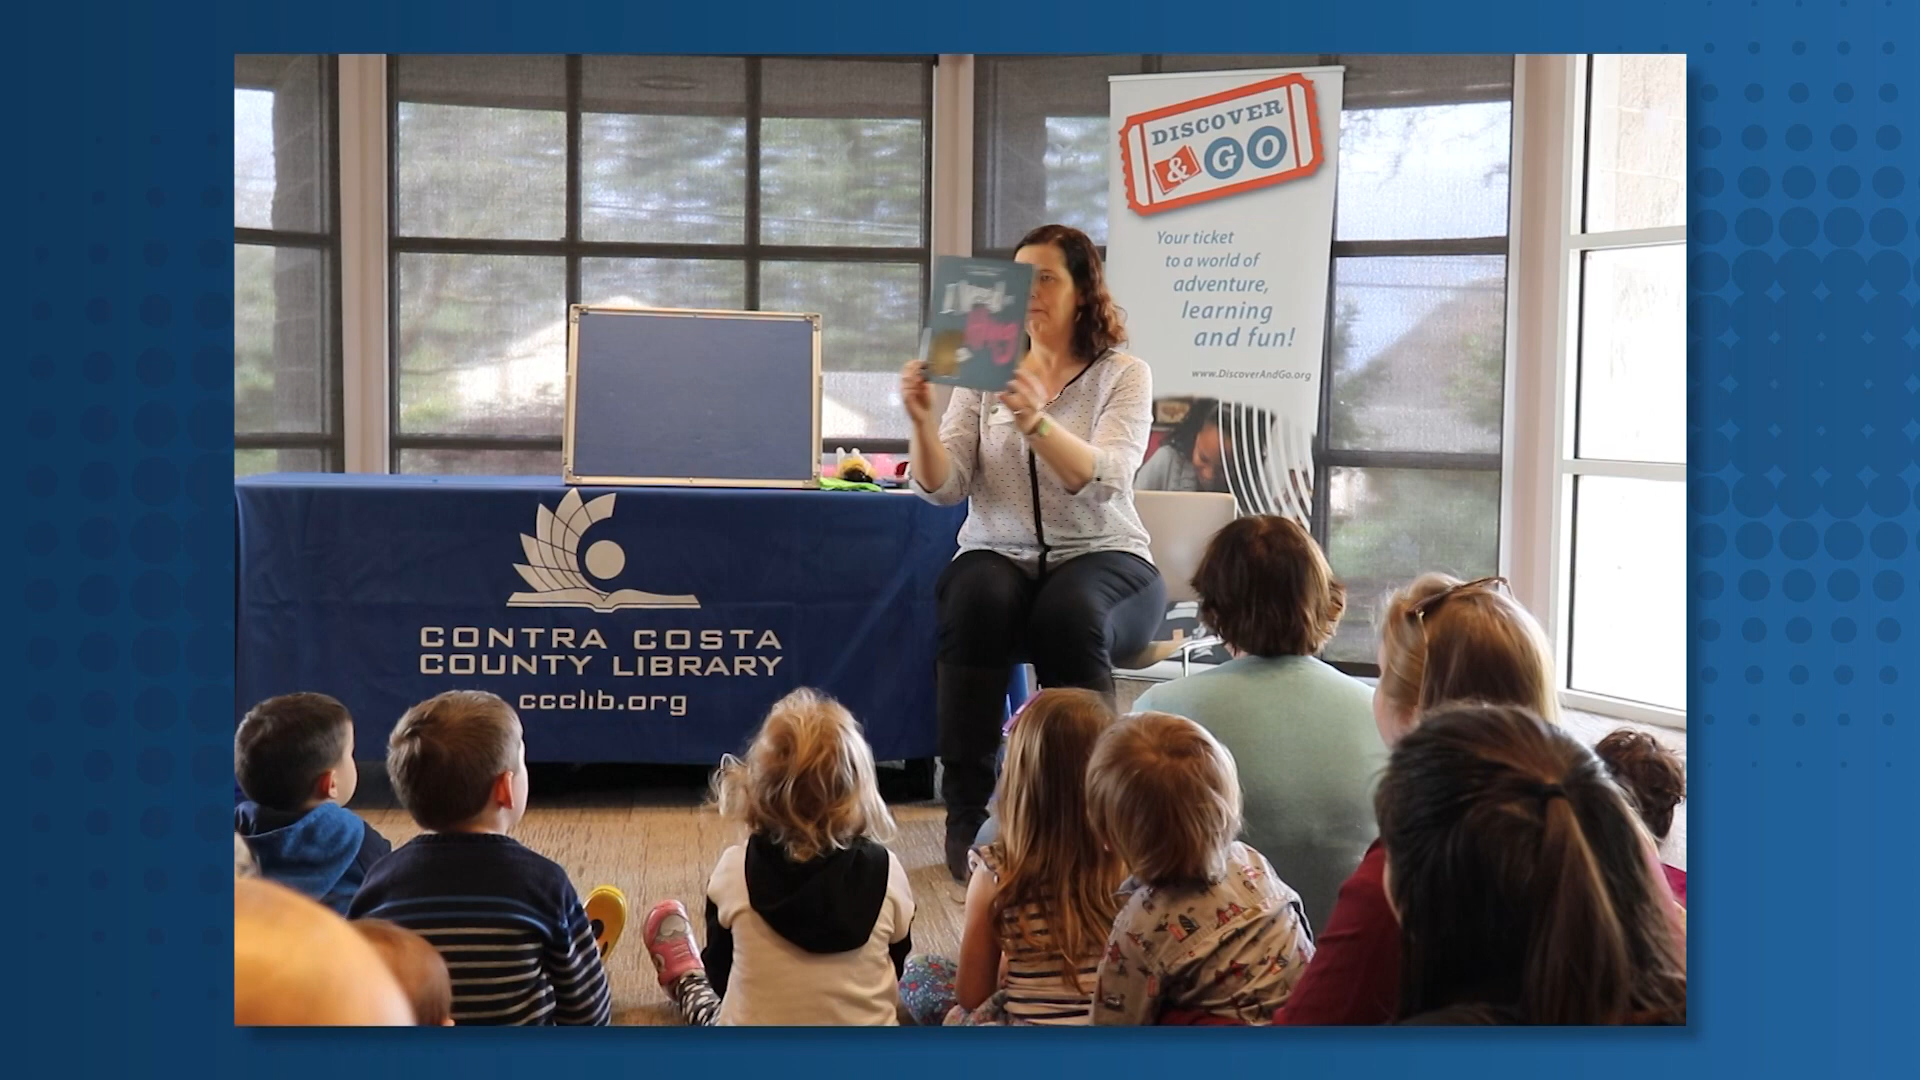 DISCOVER
& GO
Your ticket
to a world of
adventure,
learning
and fun!
www.DiscoverAndGo.org
CONTRA COSTA
COUNTY LIBRARY
ccclib.org